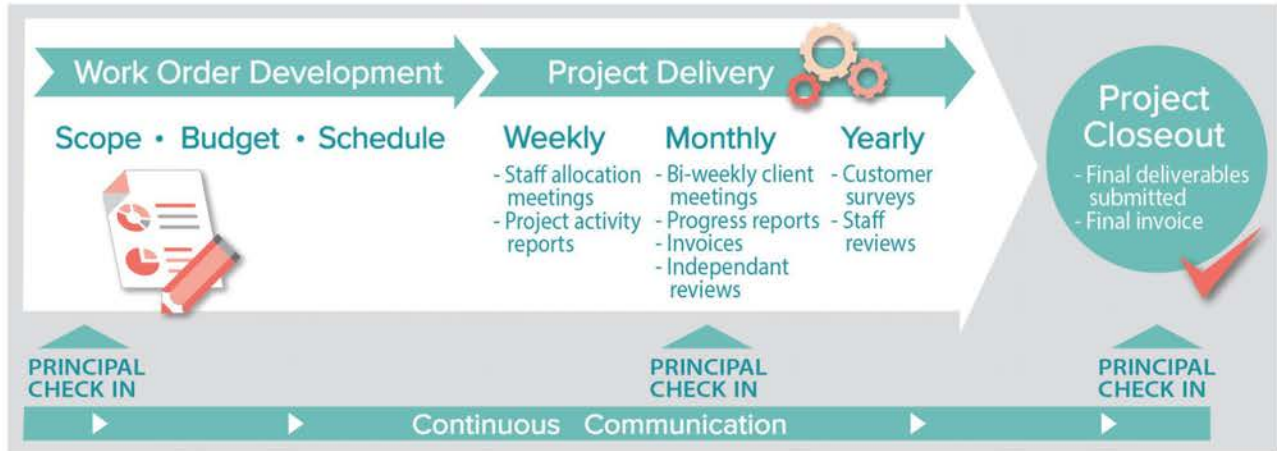 Work Order Development
Project Delivery
Scope • Budget • Schedule
Weekly
- Staff allocation
meetings
- Project activity
reports
Monthly
- Bi-weekly client
meetings
- Progress reports
- Invoices
- Independant
reviews
Yearly
- Customer
surveys
- Staff
reviews
Project
Closeout
- Final deliverables
submitted
- Final invoice
PRINCIPAL
CHECK IN
PRINCIPAL
CHECK IN
PRINCIPAL
CHECK IN
Continuous Communication